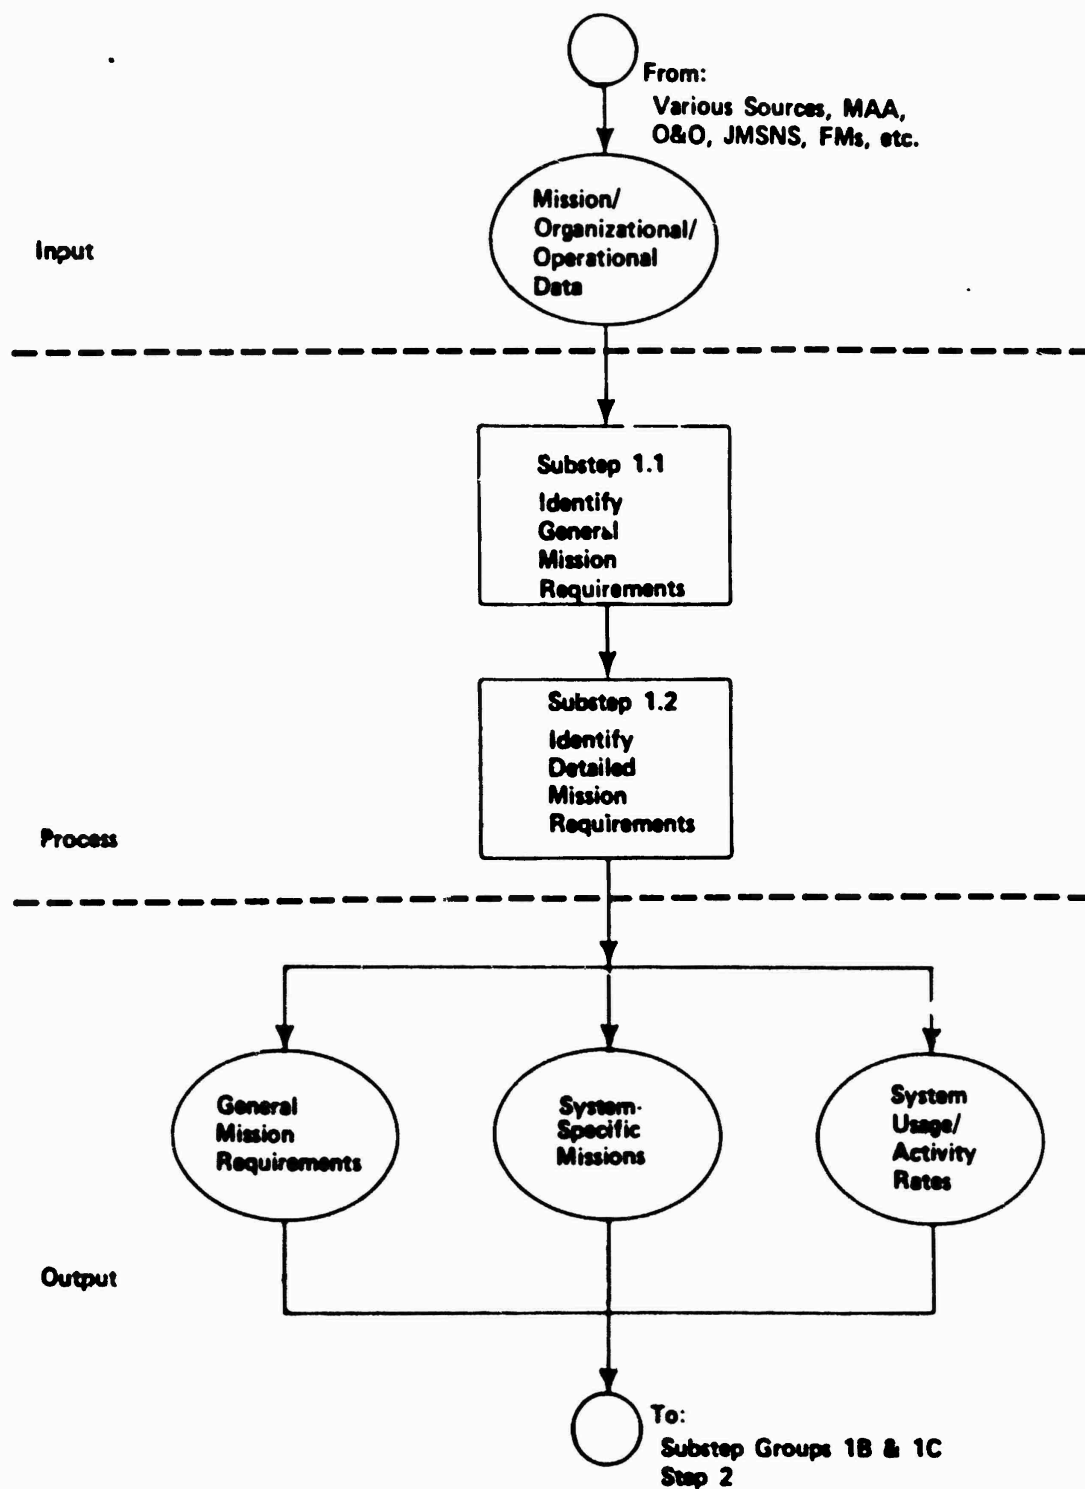 From:
Various Sources, MAA,
O&O, JMSNS, FMs, etc.
Mission/
Organizational/
Operational
Data
Input
Substep 1.1
Identify
General
Mission
Requirements
Substep 1.2
Identify
Detailed
Mission
Requirements
Process
General
Mission
Requirements
System-
Specific
Missions
System
Usage/
Activity
Rates
Output
To:
Substep Groups 1B & 1C
Step 2